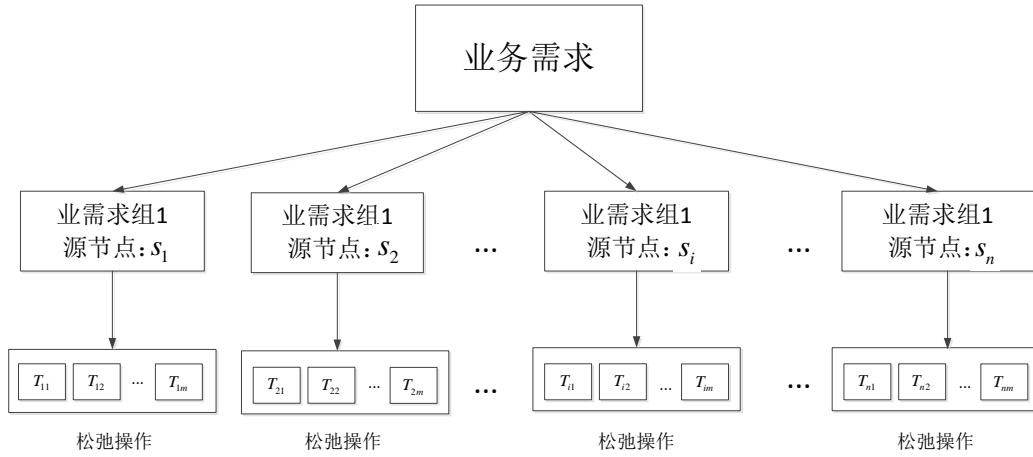 业务需求
业需求组1
源节点：s1
业需求组1
源节点：s2
...
业需求组1
源节点：si
...
业需求组1
源节点：sn
T11 T12 ... T1m
T21 T22 ... T2m
...
Ti1 Ti2 ... Tim
...
Tn1 Tn2 ... Tnm
松弛操作
松弛操作
松弛操作
松弛操作